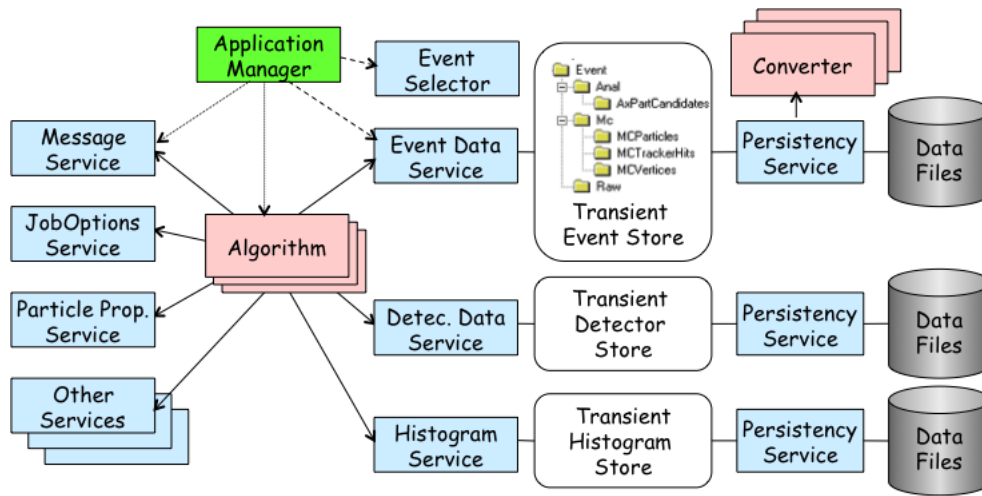 Application
Manager
Event
Selector
Event
Anal
AxPartCandidates
Mc
MCParticles
MCTrackerHits
MCVertices
Raw
Transient
Event Store
Converter
Message
Service
Event Data
Service
Persistency
Service
Data
Files
JobOptions
Service
Algorithm
Particle Prop.
Service
Detec. Data
Service
Transient
Detector
Store
Persistency
Service
Data
Files
Other
Services
Histogram
Service
Transient
Histogram
Store
Persistency
Service
Data
Files